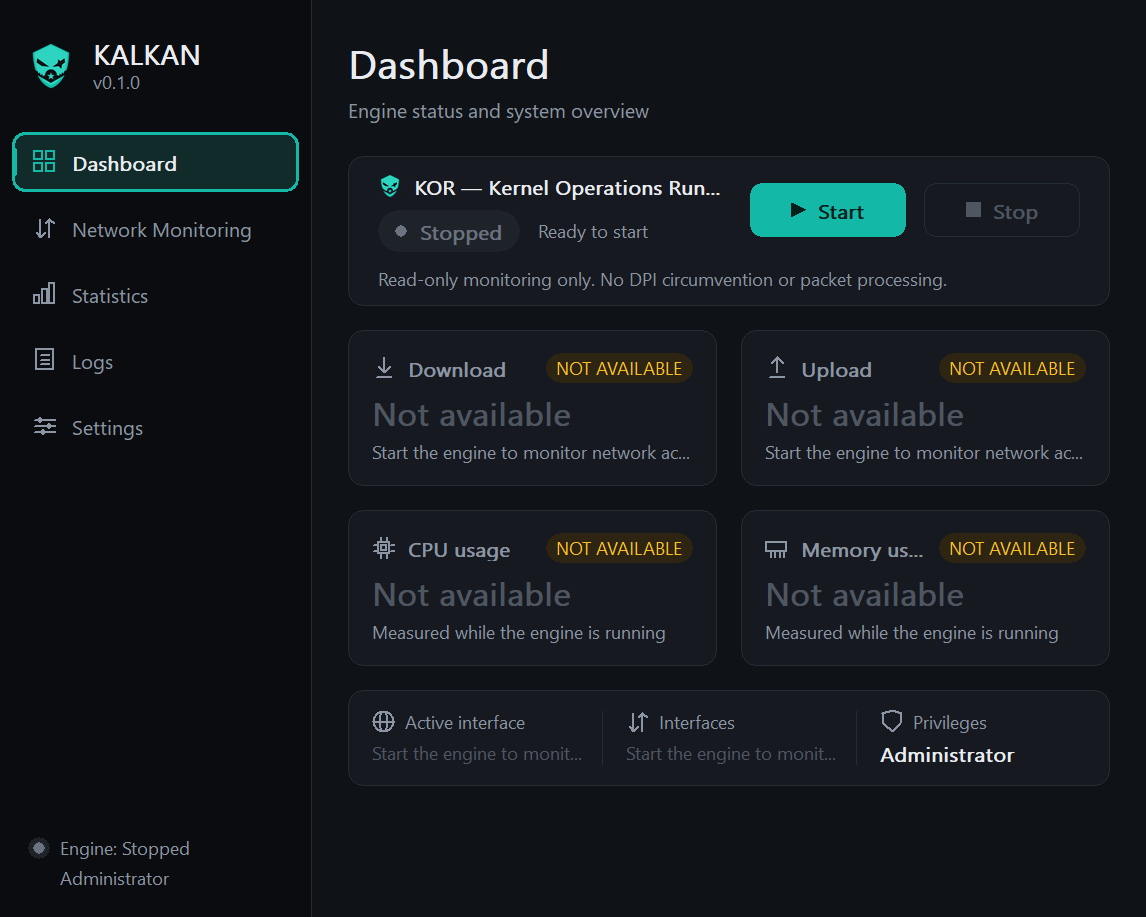 KALKAN
v0.1.0
Dashboard
Network Monitoring
Statistics
Logs
Settings
Engine: Stopped
Administrator
Dashboard
Engine status and system overview
KOR — Kernel Operations Run...
Stopped
Ready to start
Start
Stop
Read-only monitoring only. No DPI circumvention or packet processing.
Download
NOT AVAILABLE
Not available
Start the engine to monitor network ac...
Upload
NOT AVAILABLE
Not available
Start the engine to monitor network ac...
CPU usage
NOT AVAILABLE
Not available
Measured while the engine is running
Memory us...
NOT AVAILABLE
Not available
Measured while the engine is running
Active interface
Start the engine to monit...
Interfaces
Start the engine to monit...
Privileges
Administrator